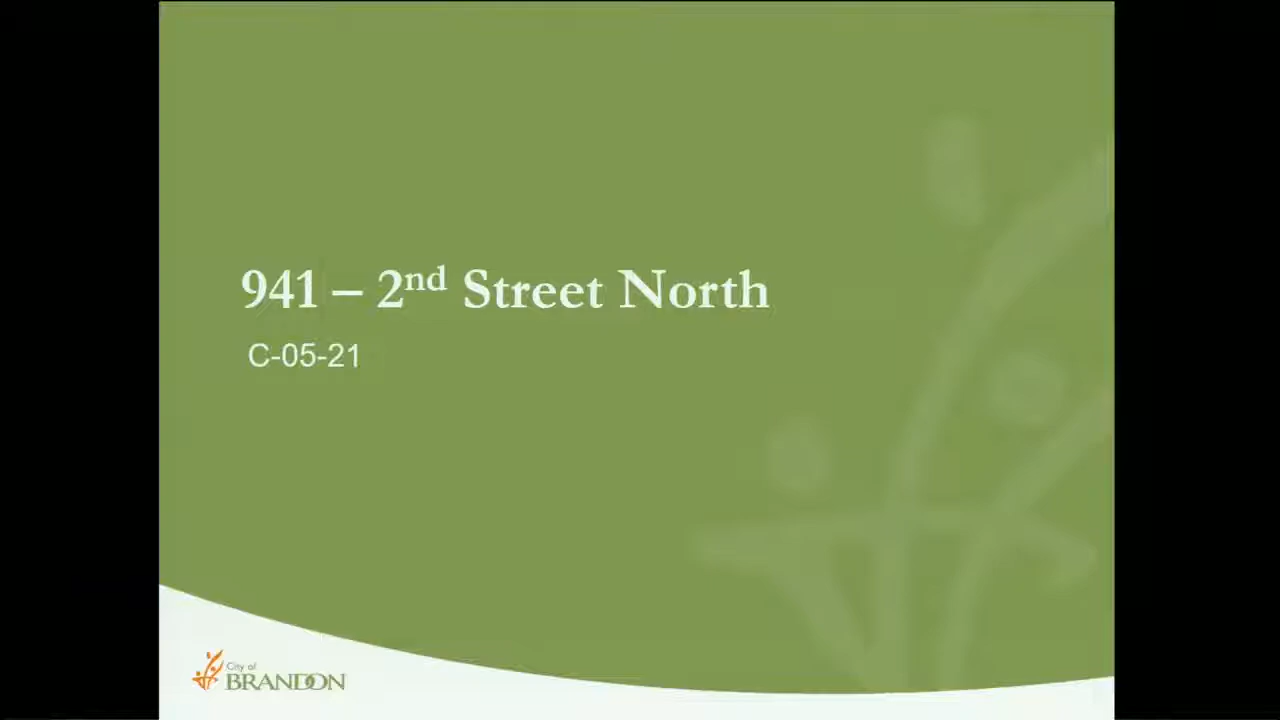 941 – 2nd Street North
C-05-21
City of
BRANDON